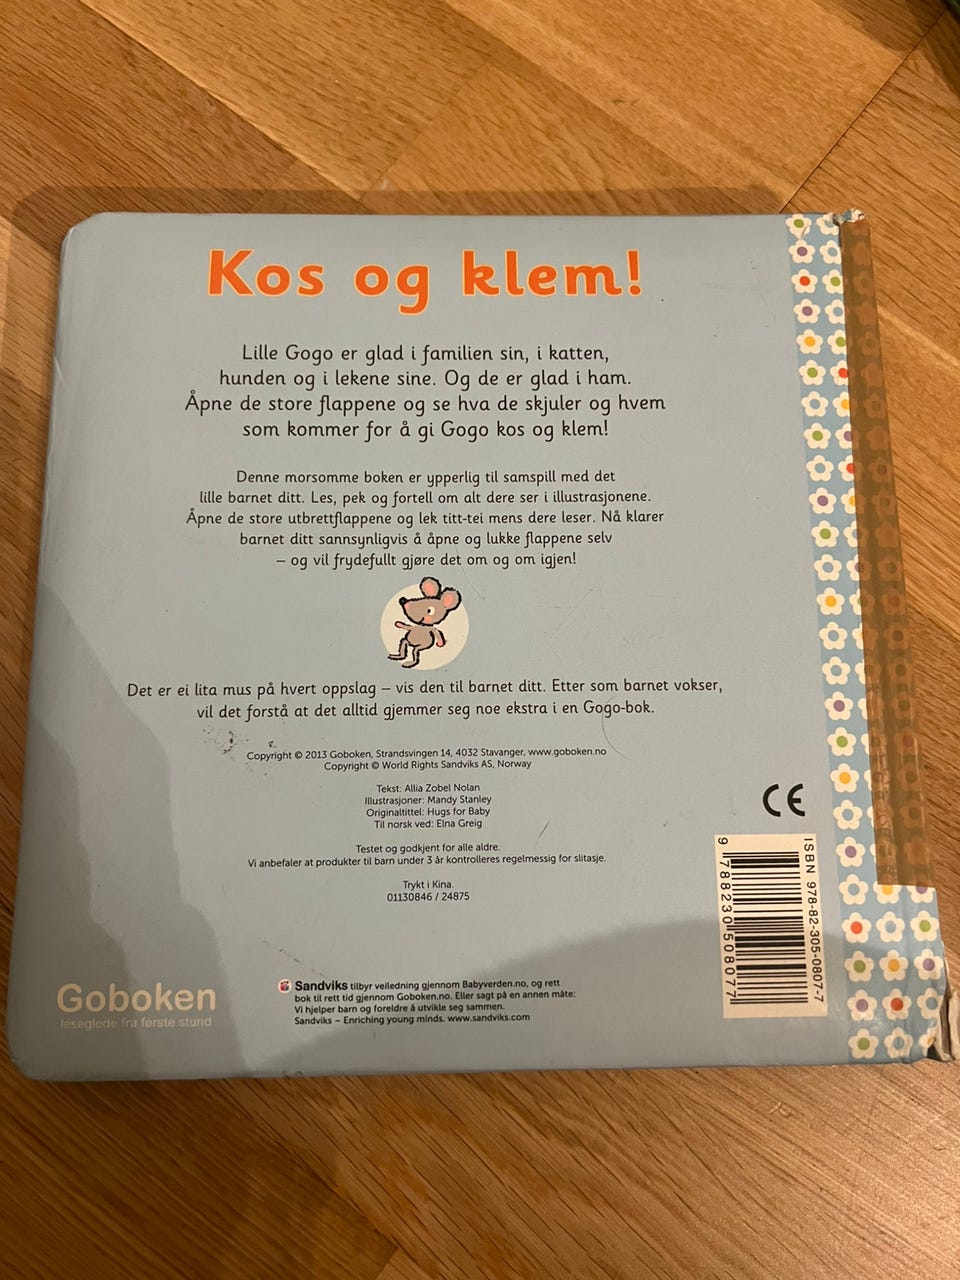 Kos og klem!
Lille Gogo er glad i familien sin, i katten,
hunden og i lekene sine. Og de er glad i ham.
Åpne de store flappene og se hva de skjuler og hvem
som kommer for å gi Gogo kos og klem!
Denne morsomme boken er ypperlig til samspill med det
lille barnet ditt. Les, pek og fortell om alt dere ser i illustrasjonene.
Åpne de store utbrettflappene og lek titt-tei mens dere leser. Nå klarer
barnet ditt sannsynligvis å åpne og lukke flappene selv
– og vil frydefullt gjøre det om og om igjen!
Det er ei lita mus på hvert oppslag – vis den til barnet ditt. Etter som barnet vokser,
vil det forstå at det alltid gjemmer seg noe ekstra i en Gogo-bok.
Copyright © 2013 Goboken, Strandsvingen 14, 4032 Stavanger, www.goboken.no
Copyright © World Rights Sandviks AS, Norway
Tekst: Allia Zobel Nolan
Illustrasjoner: Mandy Stanley
Originaltittel: Hugs for Baby
Til norsk ved: Elna Greig
Testet og godkjent for alle aldre.
Vi anbefaler at produkter til barn under 3 år kontrolleres regelmessig for slitasje.
Trykt i Kina.
01130846 / 24875
CE
ISBN 978-82-305-0807-7
9 788230 508077
Goboken
leseglede fra første stund
Sandviks tilbyr veiledning gjennom Babyverden.no, og rett
bok til rett tid gjennom Goboken.no. Eller sagt på en annen måte:
Vi hjelper barn og foreldre å utvikle seg sammen.
Sandviks – Enriching young minds. www.sandviks.com